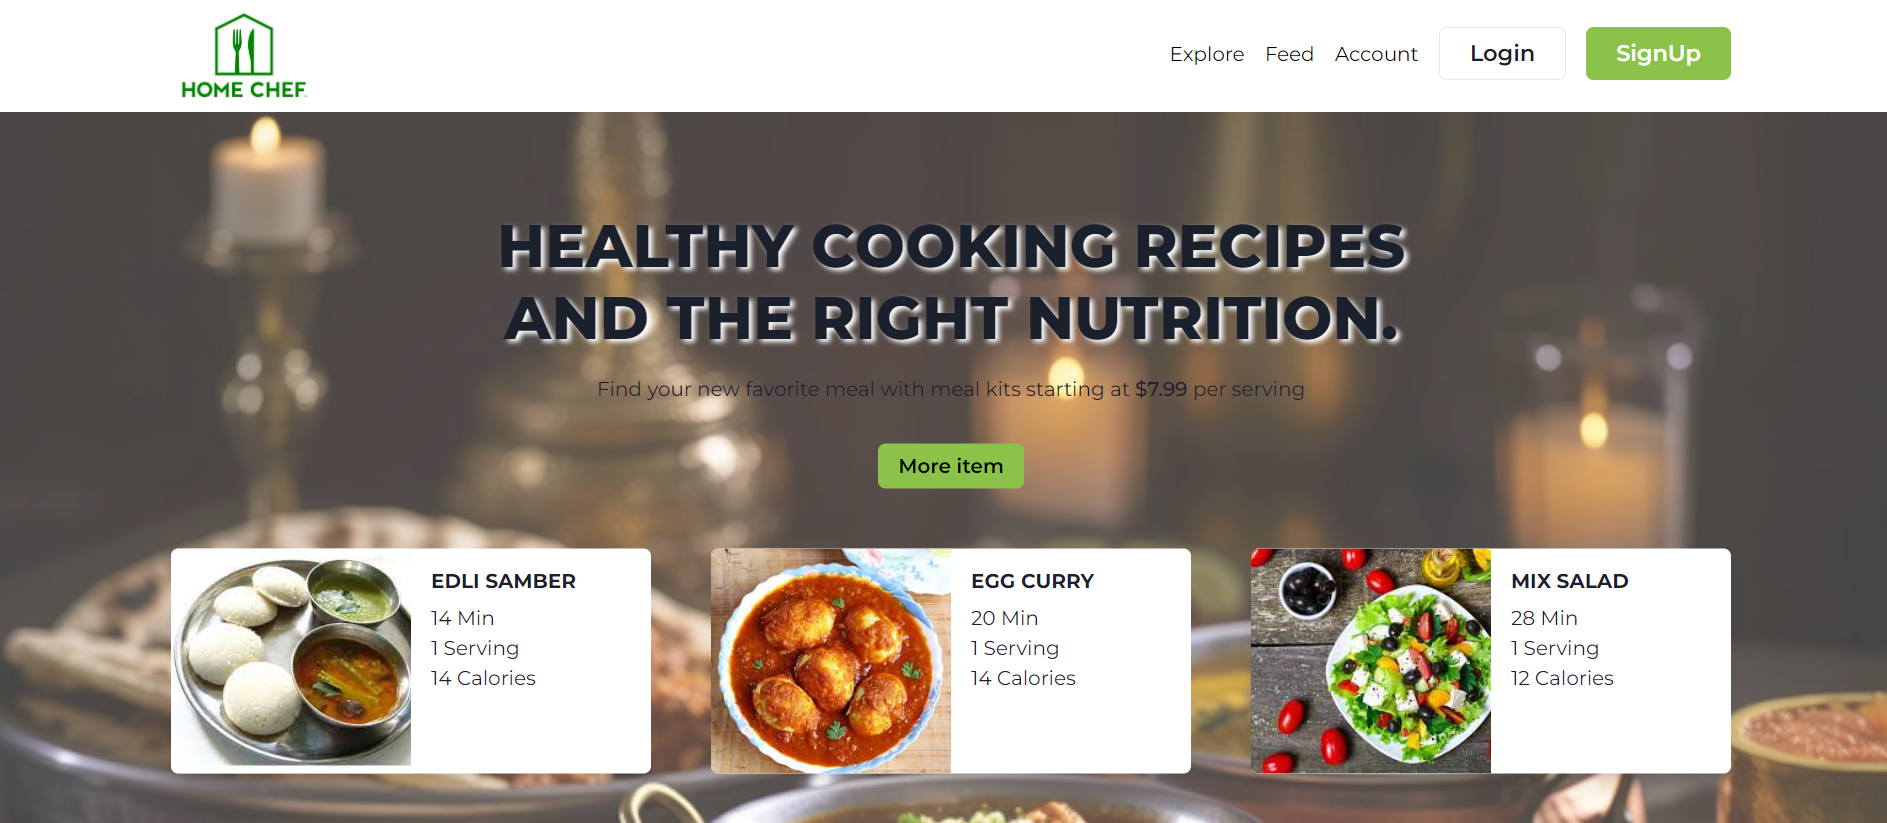 HOME CHEF
Explore Feed Account Login SignUp
HEALTHY COOKING RECIPES
AND THE RIGHT NUTRITION.
Find your new favorite meal with meal kits starting at $7.99 per serving
More item
EDLI SAMBER
14 Min
1 Serving
14 Calories
EGG CURRY
20 Min
1 Serving
14 Calories
MIX SALAD
28 Min
1 Serving
12 Calories